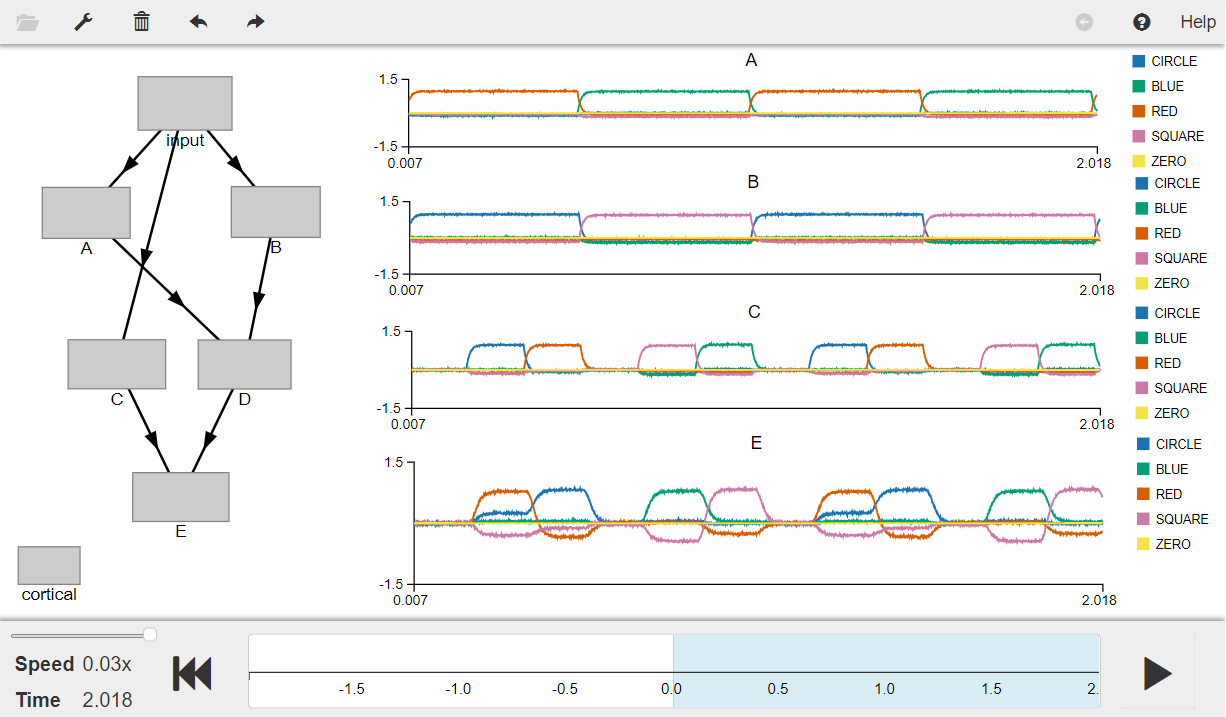 Help
input
A
B
C
D
E
cortical
A
1.5
-1.5
0.007
2.018
CIRCLE
BLUE
RED
SQUARE
ZERO
B
1.5
-1.5
0.007
2.018
CIRCLE
BLUE
RED
SQUARE
ZERO
C
1.5
-1.5
0.007
2.018
CIRCLE
BLUE
RED
SQUARE
ZERO
E
1.5
-1.5
0.007
2.018
CIRCLE
BLUE
RED
SQUARE
ZERO
Speed 0.03x
Time 2.018
-1.5 -1.0 -0.5 0.0 0.5 1.0 1.5 2.